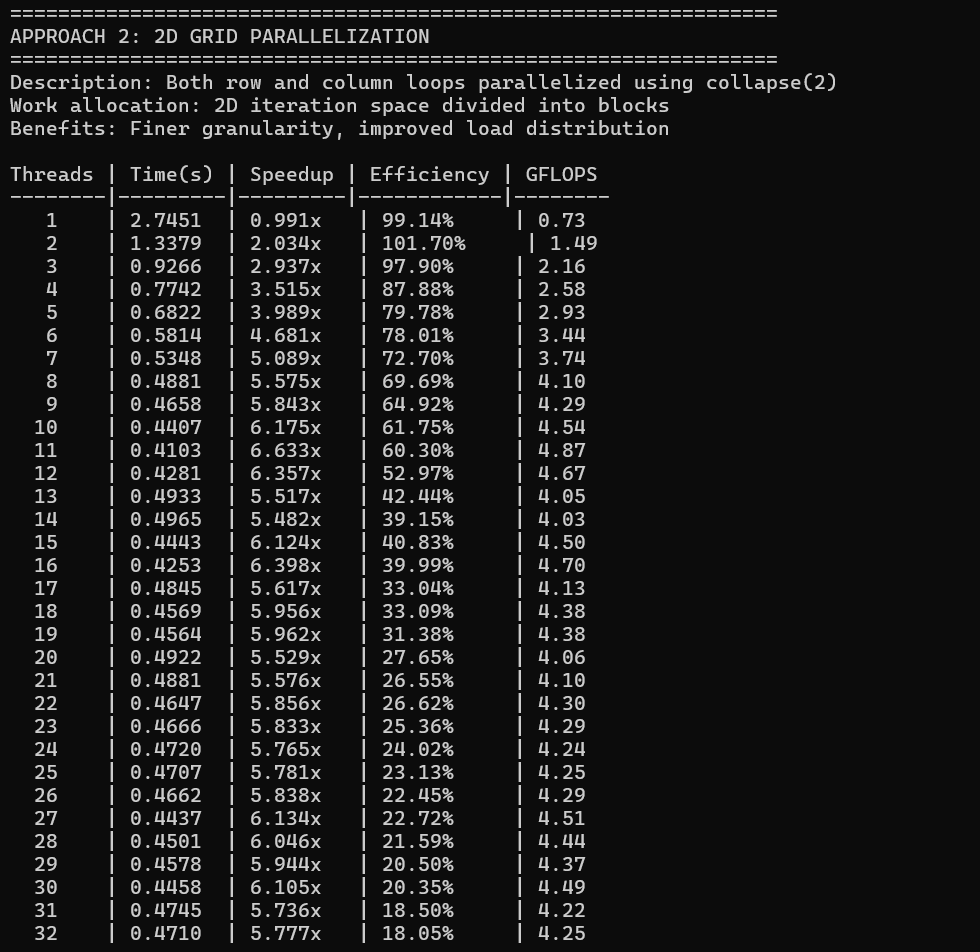 ================================================================
APPROACH 2: 2D GRID PARALLELIZATION
================================================================
Description: Both row and column loops parallelized using collapse(2)
Work allocation: 2D iteration space divided into blocks
Benefits: Finer granularity, improved load distribution

Threads | Time(s) | Speedup | Efficiency | GFLOPS
--------|---------|---------|------------|--------
   1    | 2.7451  | 0.991x   | 99.14%     | 0.73
   2    | 1.3379  | 2.034x   | 101.70%     | 1.49
   3    | 0.9266  | 2.937x   | 97.90%     | 2.16
   4    | 0.7742  | 3.515x   | 87.88%     | 2.58
   5    | 0.6822  | 3.989x   | 79.78%     | 2.93
   6    | 0.5814  | 4.681x   | 78.01%     | 3.44
   7    | 0.5348  | 5.089x   | 72.70%     | 3.74
   8    | 0.4881  | 5.575x   | 69.69%     | 4.10
   9    | 0.4658  | 5.843x   | 64.92%     | 4.29
  10    | 0.4407  | 6.175x   | 61.75%     | 4.54
  11    | 0.4103  | 6.633x   | 60.30%     | 4.87
  12    | 0.4281  | 6.357x   | 52.97%     | 4.67
  13    | 0.4933  | 5.517x   | 42.44%     | 4.05
  14    | 0.4965  | 5.482x   | 39.15%     | 4.03
  15    | 0.4443  | 6.124x   | 40.83%     | 4.50
  16    | 0.4253  | 6.398x   | 39.99%     | 4.70
  17    | 0.4845  | 5.617x   | 33.04%     | 4.13
  18    | 0.4569  | 5.956x   | 33.09%     | 4.38
  19    | 0.4564  | 5.962x   | 31.38%     | 4.38
  20    | 0.4922  | 5.529x   | 27.65%     | 4.06
  21    | 0.4881  | 5.576x   | 26.55%     | 4.10
  22    | 0.4647  | 5.856x   | 26.62%     | 4.30
  23    | 0.4666  | 5.833x   | 25.36%     | 4.29
  24    | 0.4720  | 5.765x   | 24.02%     | 4.24
  25    | 0.4707  | 5.781x   | 23.13%     | 4.25
  26    | 0.4662  | 5.838x   | 22.45%     | 4.29
  27    | 0.4437  | 6.134x   | 22.72%     | 4.51
  28    | 0.4501  | 6.046x   | 21.59%     | 4.44
  29    | 0.4578  | 5.944x   | 20.50%     | 4.37
  30    | 0.4458  | 6.105x   | 20.35%     | 4.49
  31    | 0.4745  | 5.736x   | 18.50%     | 4.22
  32    | 0.4710  | 5.777x   | 18.05%     | 4.25